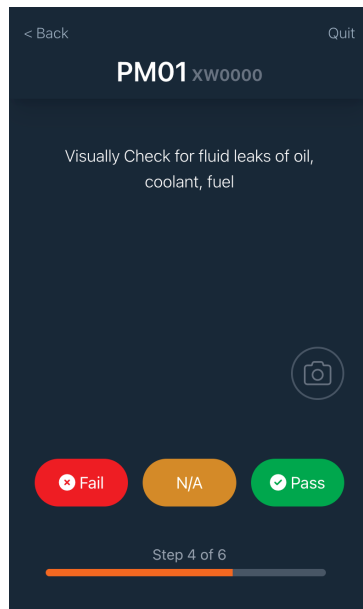 < Back Quit
PM01 XW0000
Visually Check for fluid leaks of oil,
coolant, fuel
Fail N/A Pass
Step 4 of 6